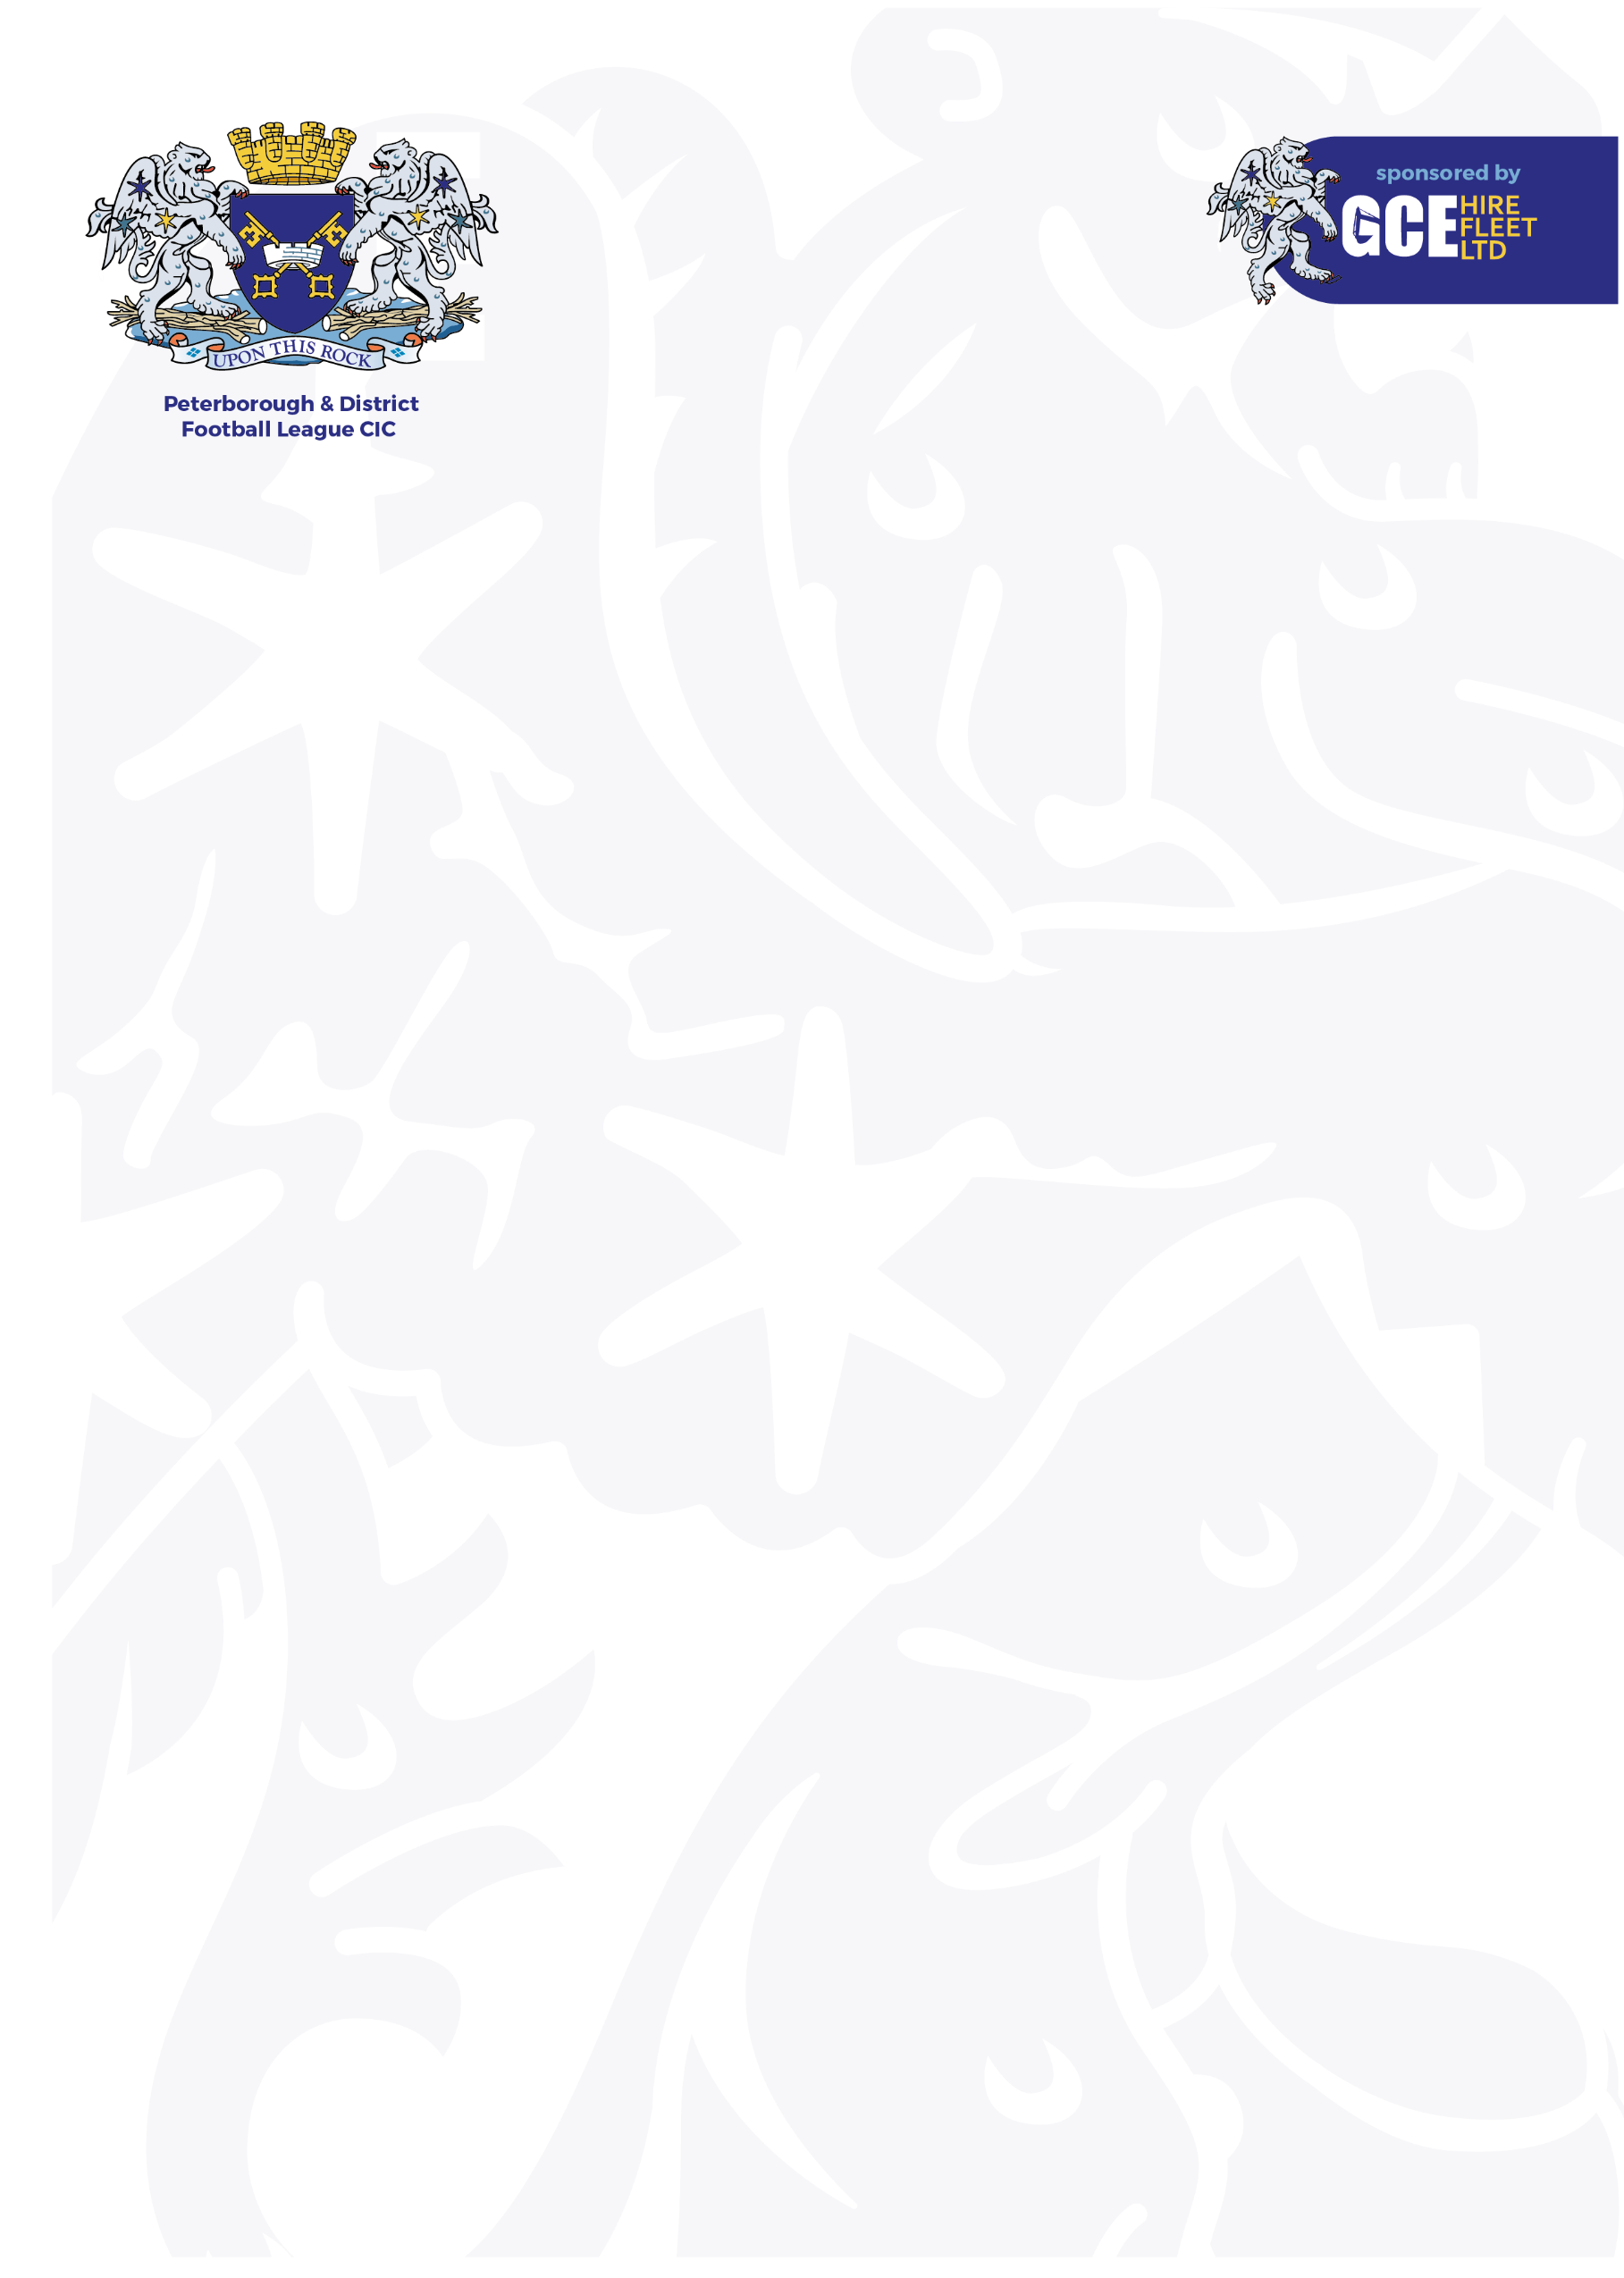 UPON THIS ROCK
Peterborough & District
Football League CIC
sponsored by
GCE
HIRE
FLEET
LTD